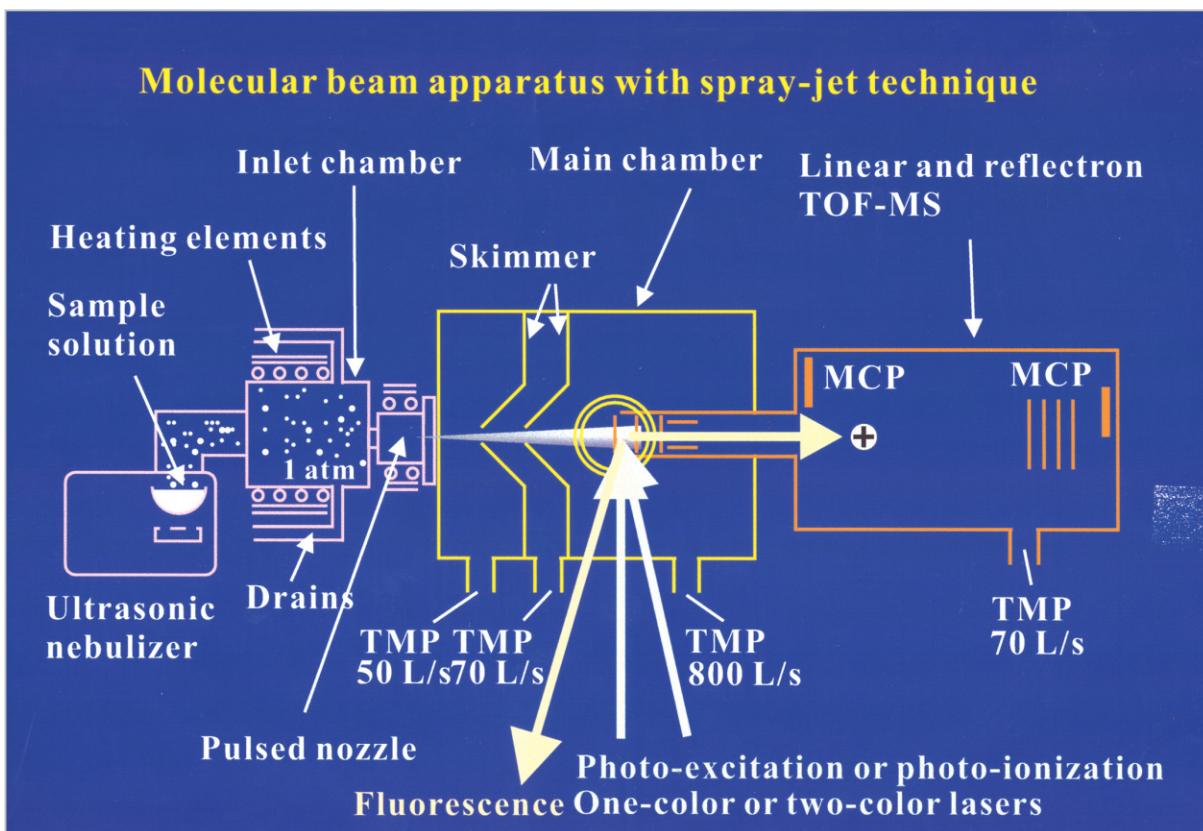 Molecular beam apparatus with spray-jet technique
Inlet chamber
Main chamber
Linear and reflectron
TOF-MS
Heating elements
Skimmer
Sample
solution
MCP
MCP
1 atm
+
Ultrasonic
nebulizer
Drains
TMP
50 L/s
TMP
70 L/s
TMP
800 L/s
TMP
70 L/s
Pulsed nozzle
Fluorescence
Photo-excitation or photo-ionization
One-color or two-color lasers